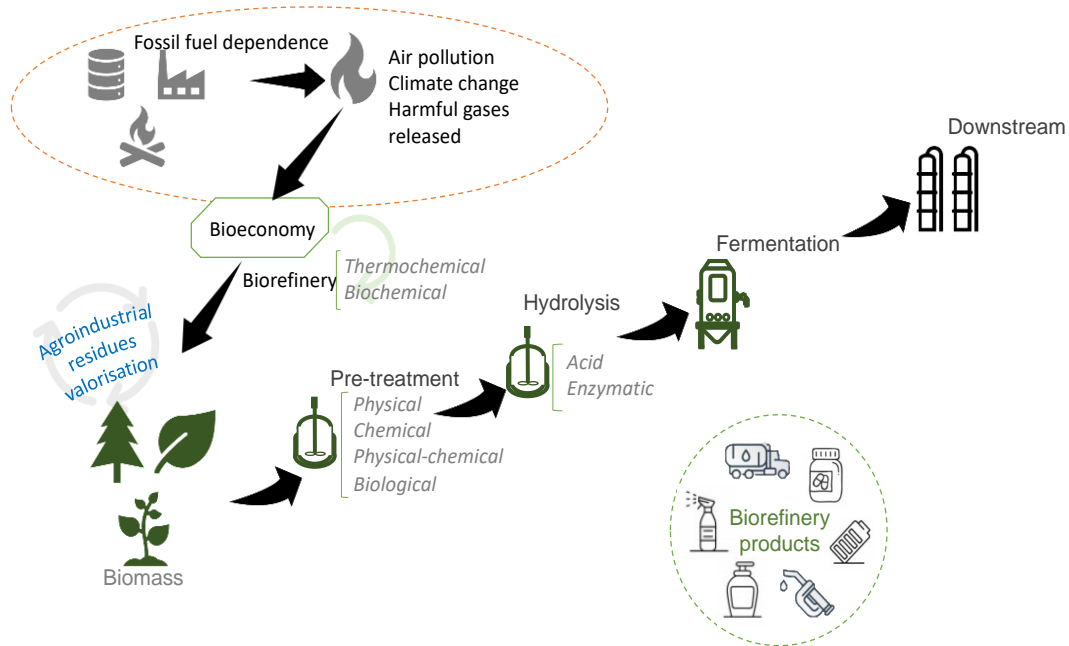 Fossil fuel dependence
Air pollution
Climate change
Harmful gases
released
Downstream
Bioeconomy
Fermentation
Biorefinery
Thermochemical
Biochemical
Hydrolysis
Acid
Enzymatic
Agroindustrial
residues
valorisation
Pre-treatment
Physical
Chemical
Physical-chemical
Biological
Biomass
Biorefinery
products